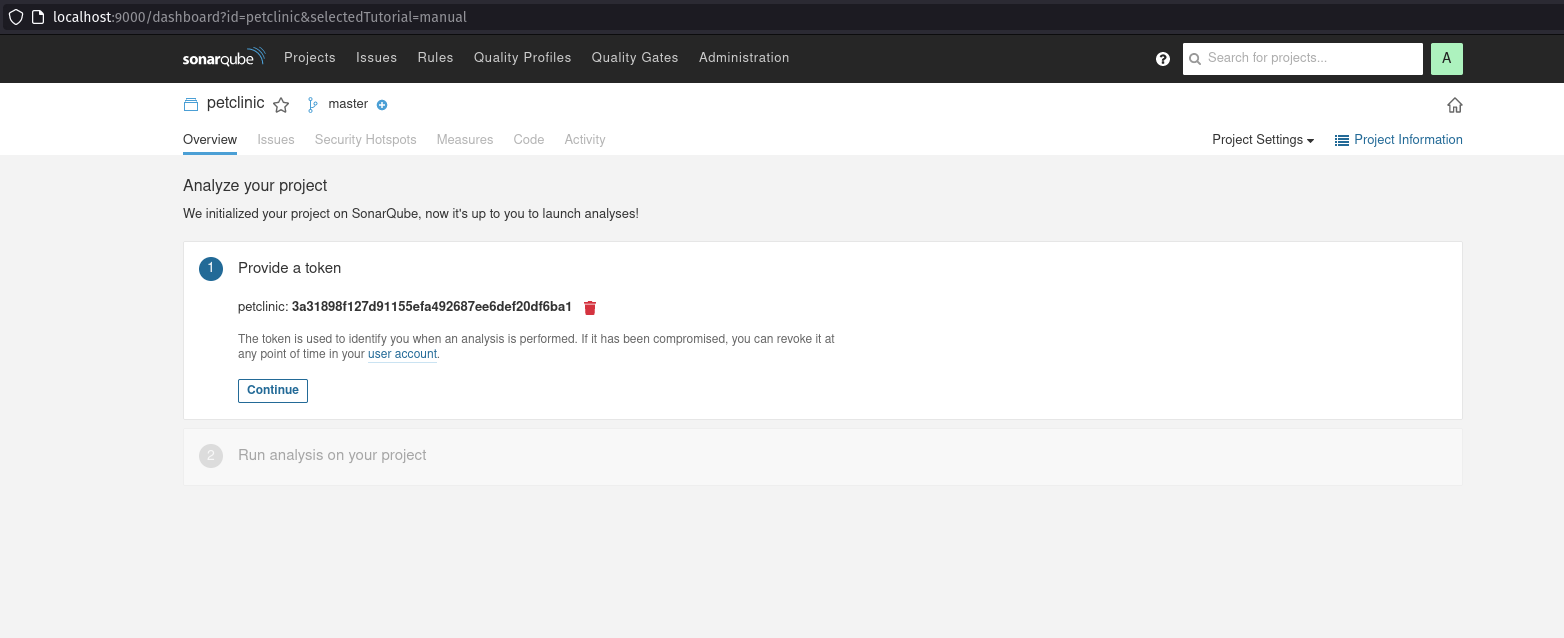 localhost:9000/dashboard?id=petclinic&selectedTutorial=manual
sonarqube Projects Issues Rules Quality Profiles Quality Gates Administration ? Search for projects... A
petclinic master
Overview Issues Security Hotspots Measures Code Activity Project Settings Project Information
Analyze your project
We initialized your project on SonarQube, now it's up to you to launch analyses!
1 Provide a token
petclinic: 3a31898f127d91155efa492687ee6def20df6ba1
The token is used to identify you when an analysis is performed. If it has been compromised, you can revoke it at
any point of time in your user account.
Continue
2 Run analysis on your project